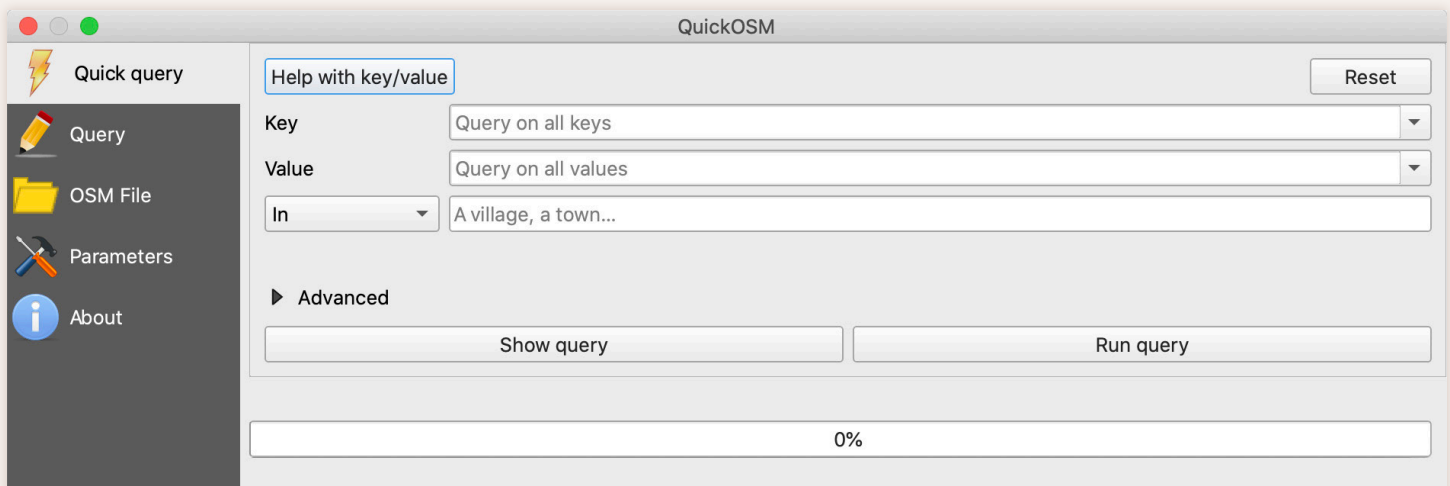 QuickOSM
Quick query
Query
OSM File
Parameters
About
Help with key/value
Reset
Key
Query on all keys
Value
Query on all values
In
A village, a town...
Advanced
Show query
Run query
0%